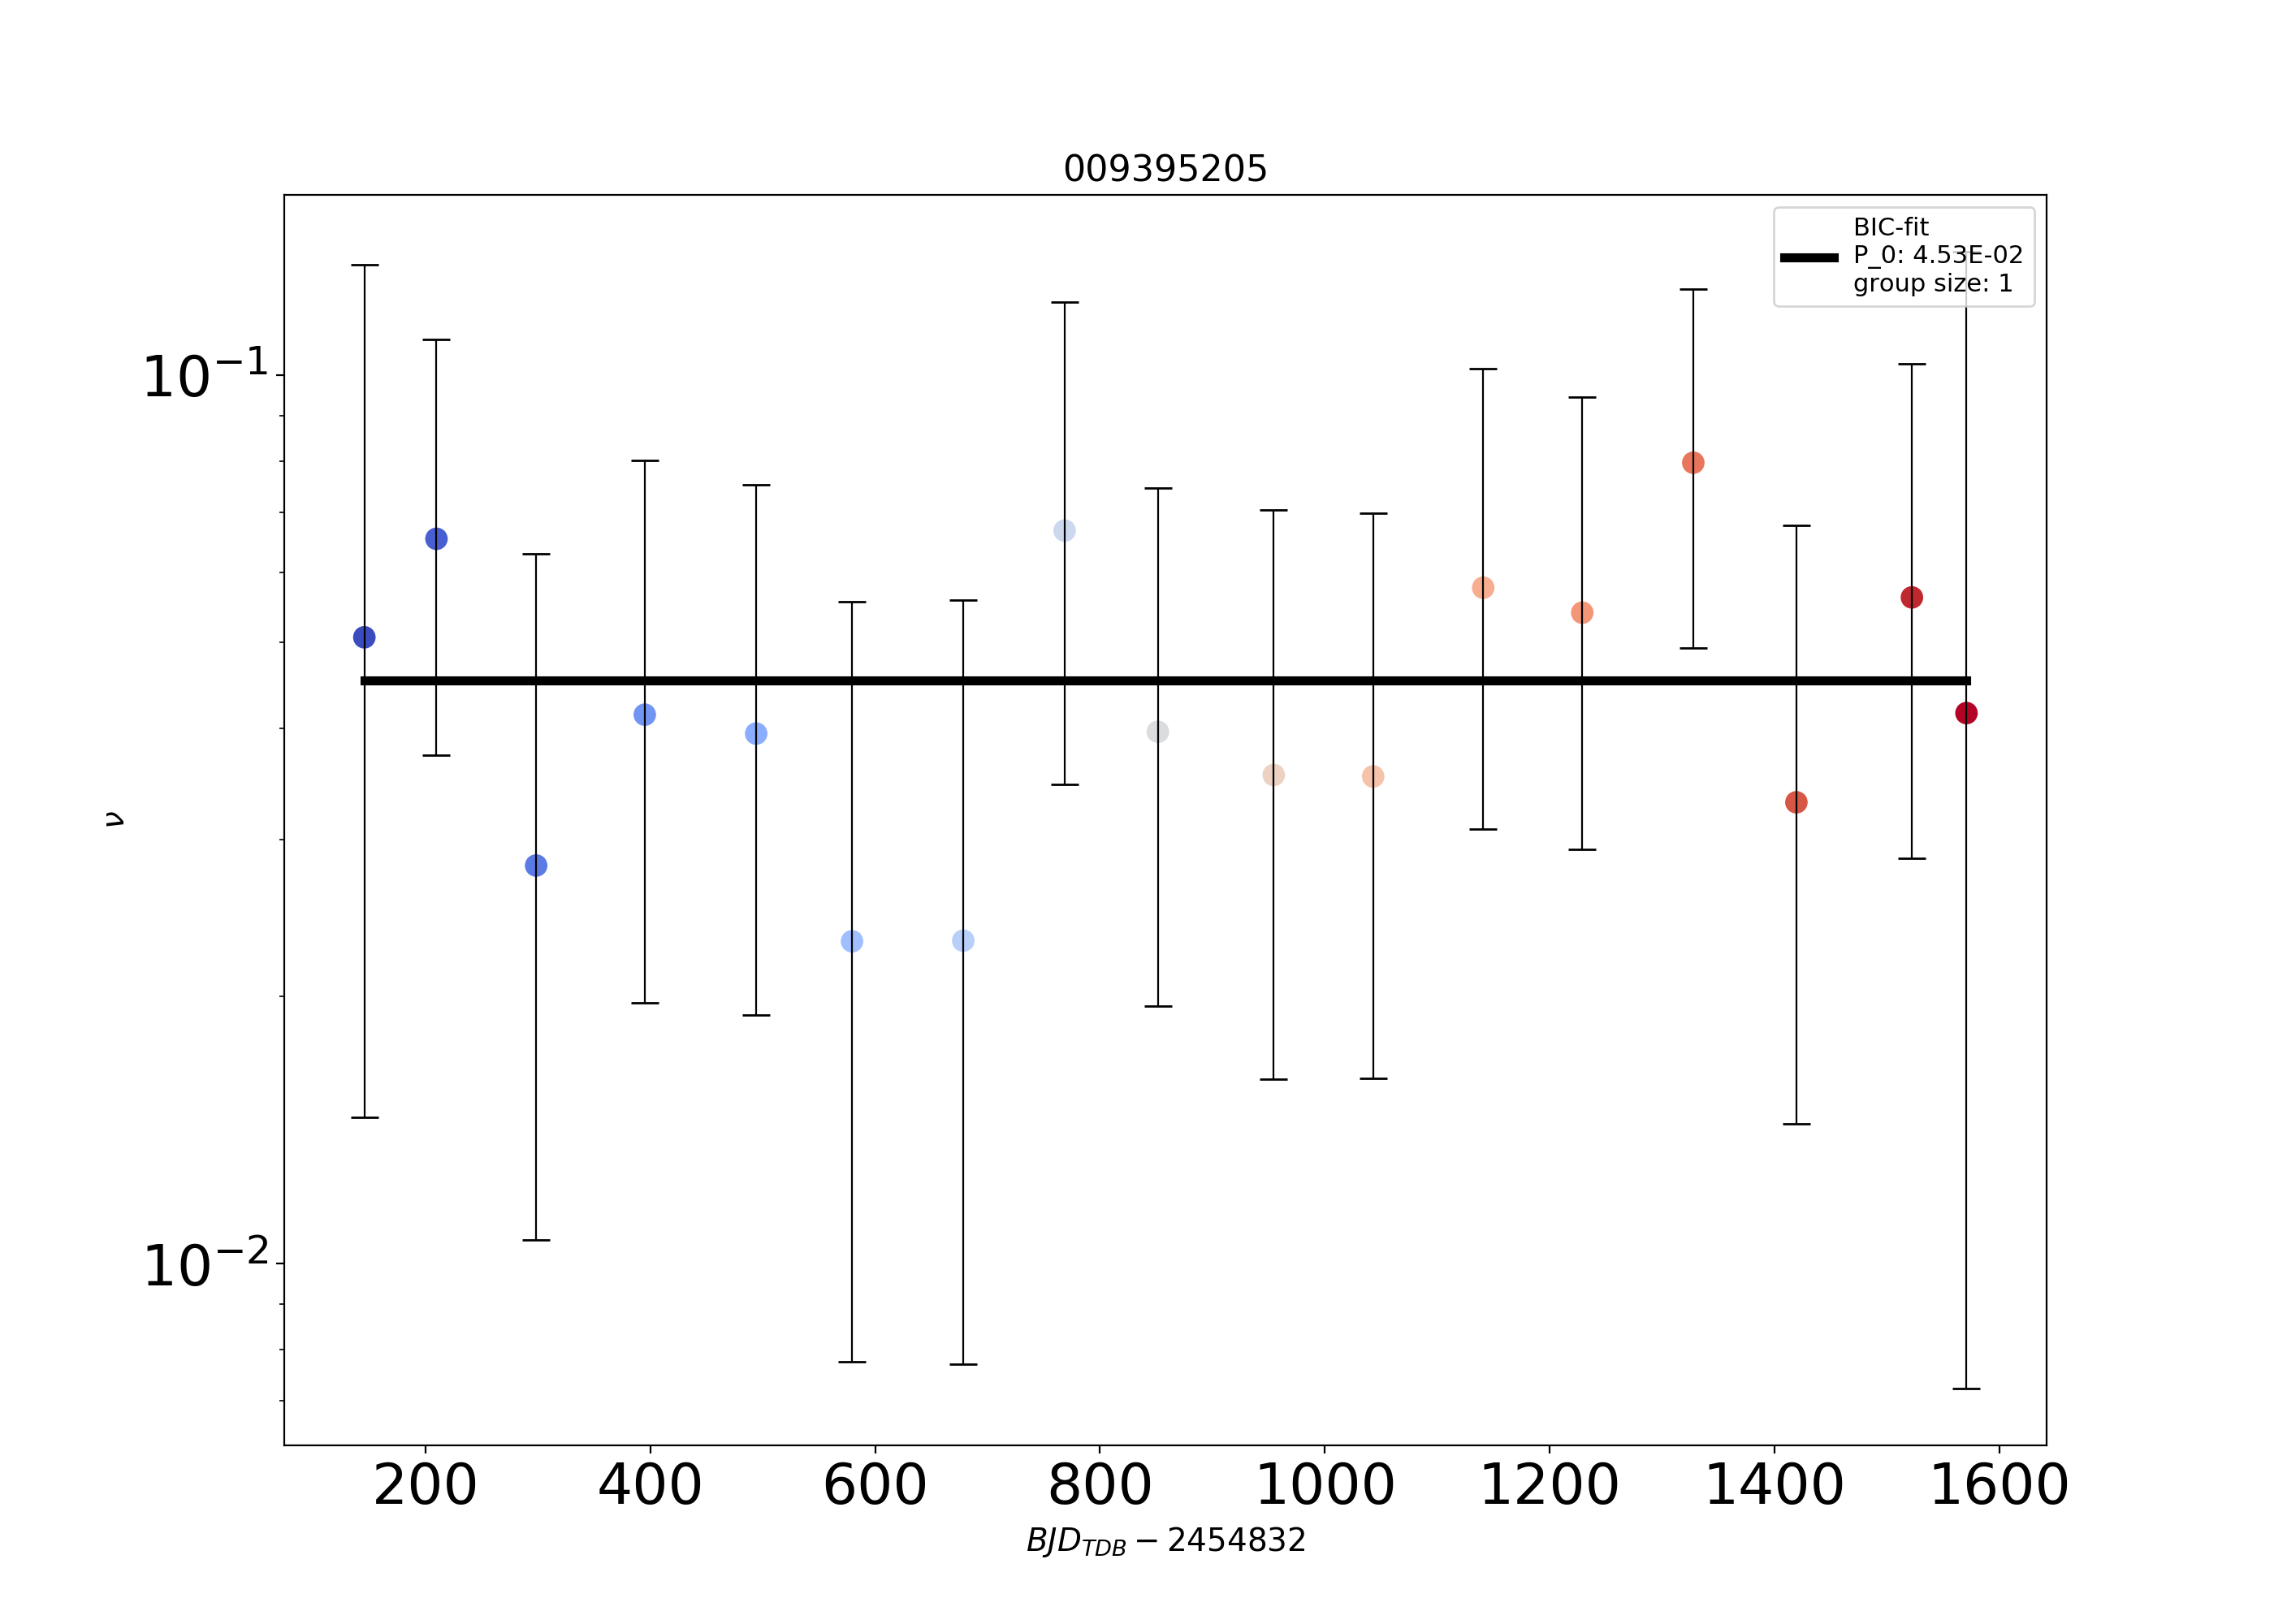 009395205
BIC-fit
P_0: 4.53E-02
group size: 1
10⁻¹
10⁻²
ν
200 400 600 800 1000 1200 1400 1600
BJD_TDB − 2454832